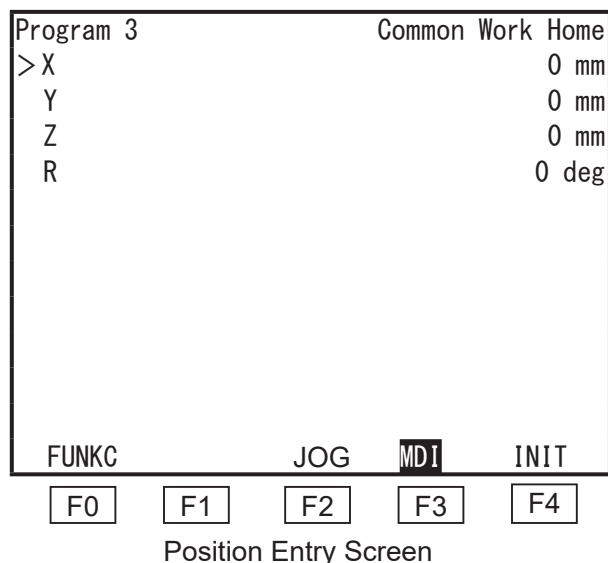 Program 3 Common Work Home
>X 0 mm
Y 0 mm
Z 0 mm
R 0 deg
FUNKC JOG MDI INIT
F0 F1 F2 F3 F4
Position Entry Screen